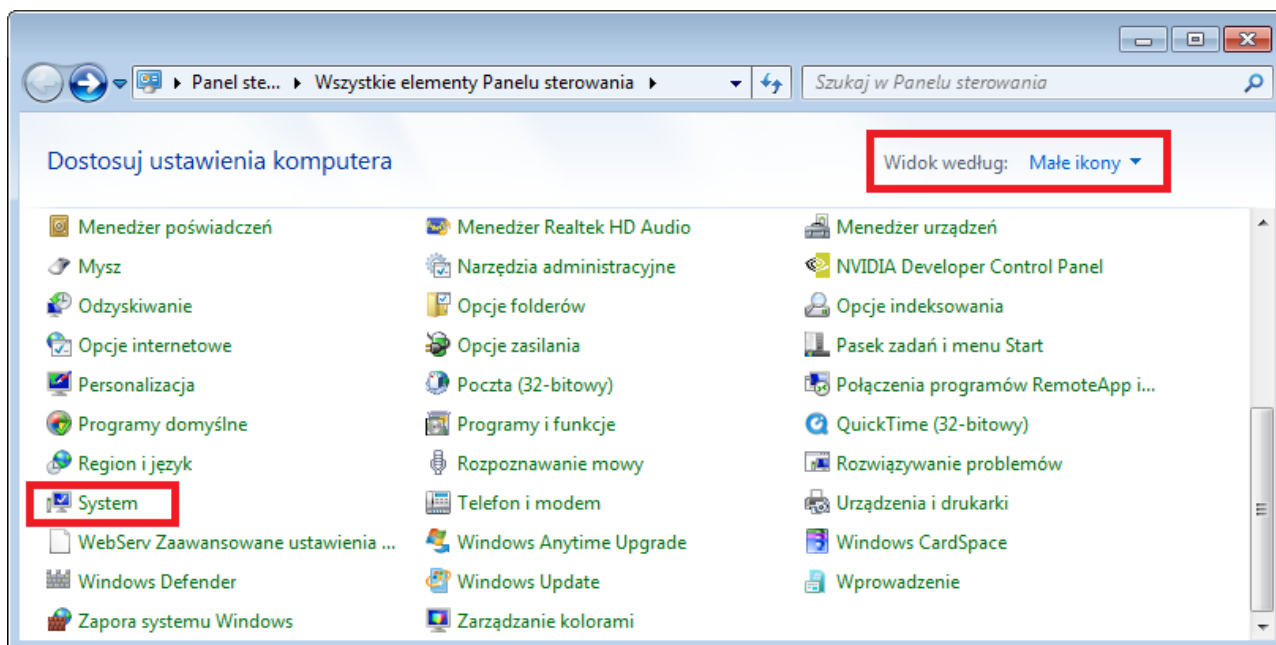 Panel ste... Wszystkie elementy Panelu sterowania Szukaj w Panelu sterowania
Dostosuj ustawienia komputera Widok według: Małe ikony
Menedżer poświadczeń Menedżer Realtek HD Audio Menedżer urządzeń
Mysz Narzędzia administracyjne NVIDIA Developer Control Panel
Odzyskiwanie Opcje folderów Opcje indeksowania
Opcje internetowe Opcje zasilania Pasek zadań i menu Start
Personalizacja Poczta (32-bitowy) Połączenia programów RemoteApp i...
Programy domyślne Programy i funkcje QuickTime (32-bitowy)
Region i język Rozpoznawanie mowy Rozwiązywanie problemów
System Telefon i modem Urządzenia i drukarki
WebServ Zaawansowane ustawienia ... Windows Anytime Upgrade Windows CardSpace
Windows Defender Windows Update Wprowadzenie
Zapora systemu Windows Zarządzanie kolorami